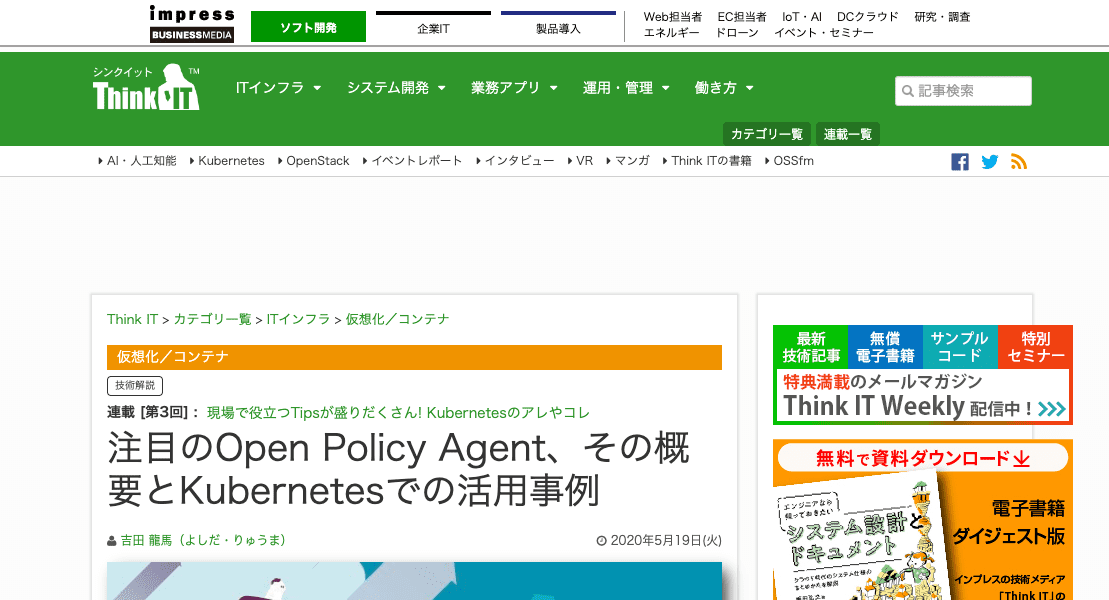 impress
BUSINESSMEDIA
ソフト開発
企業IT
製品導入
Web担当者 EC担当者 IoT・AI DCクラウド 研究・調査
エネルギー ドローン イベント・セミナー
シンクイット
ThinkIT TM
ITインフラ
システム開発
業務アプリ
運用・管理
働き方
記事検索
カテゴリ一覧
連載一覧
AI・人工知能 Kubernetes OpenStack イベントレポート インタビュー VR マンガ Think ITの書籍 OSSfm
Think IT > カテゴリ一覧 > ITインフラ > 仮想化／コンテナ
仮想化／コンテナ
技術解説
連載 [第3回]： 現場で役立つTipsが盛りだくさん! Kubernetesのアレやコレ
注目のOpen Policy Agent、その概
要とKubernetesでの活用事例
吉田 龍馬（よしだ・りゅうま）
2020年5月19日(火)
最新
技術記事
無償
電子書籍
サンプル
コード
特別
セミナー
特典満載のメールマガジン
Think IT Weekly 配信中！
無料で資料ダウンロード
エンジニアなら
知っておきたい
システム設計と
ドキュメント
電子書籍
ダイジェスト版
インプレスの技術メディア
「Think IT」の